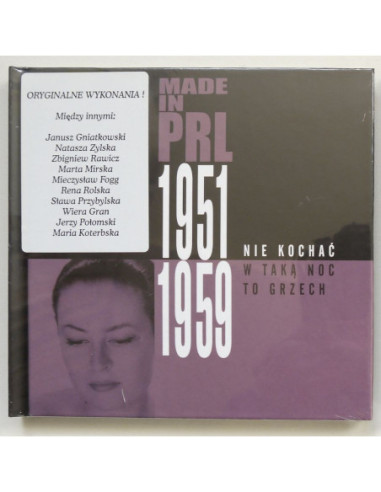 ORYGINALNE WYKONANIA !
Między innymi:
Janusz Gniatkowski
Natasza Zylska
Zbigniew Rawicz
Marta Mirska
Mieczysław Fogg
Rena Rolska
Sława Przybylska
Wiera Gran
Jerzy Połomski
Maria Koterbska
MADE
IN
PRL
1951
1959
NIE KOCHAĆ
W TAKĄ NOC
TO GRZECH